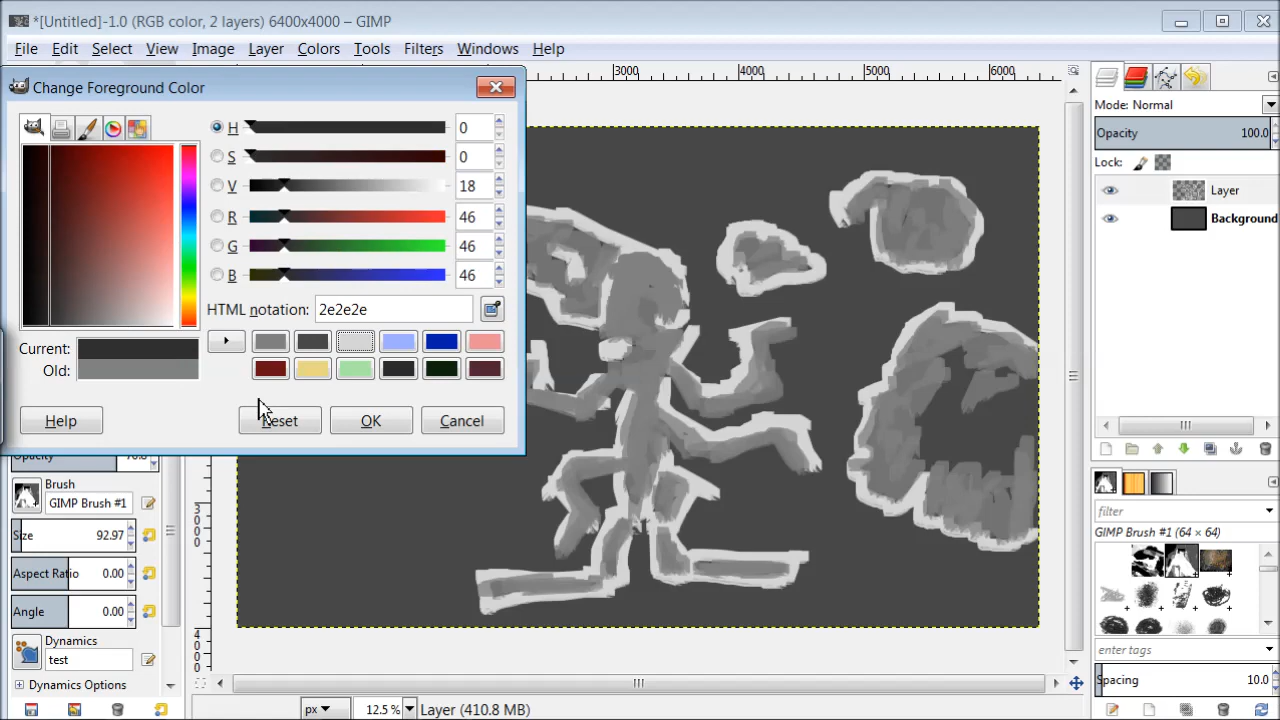 *[Untitled]-1.0 (RGB color, 2 layers) 6400x4000 – GIMP
File Edit Select View Image Layer Colors Tools Filters Windows Help
Change Foreground Color
H 0
S 0
V 18
R 46
G 46
B 46
HTML notation: 2e2e2e
Current:
Old:
Help Reset OK Cancel
3000 4000 5000 6000
3000
4000
Opacity
Brush
GIMP Brush #1
Size 92.97
Aspect Ratio 0.00
Angle 0.00
Dynamics
test
Dynamics Options
px 12.5% Layer (410.8 MB)
Mode: Normal
Opacity 100.0
Lock:
Layer
Background
filter
GIMP Brush #1 (64 × 64)
enter tags
Spacing 10.0